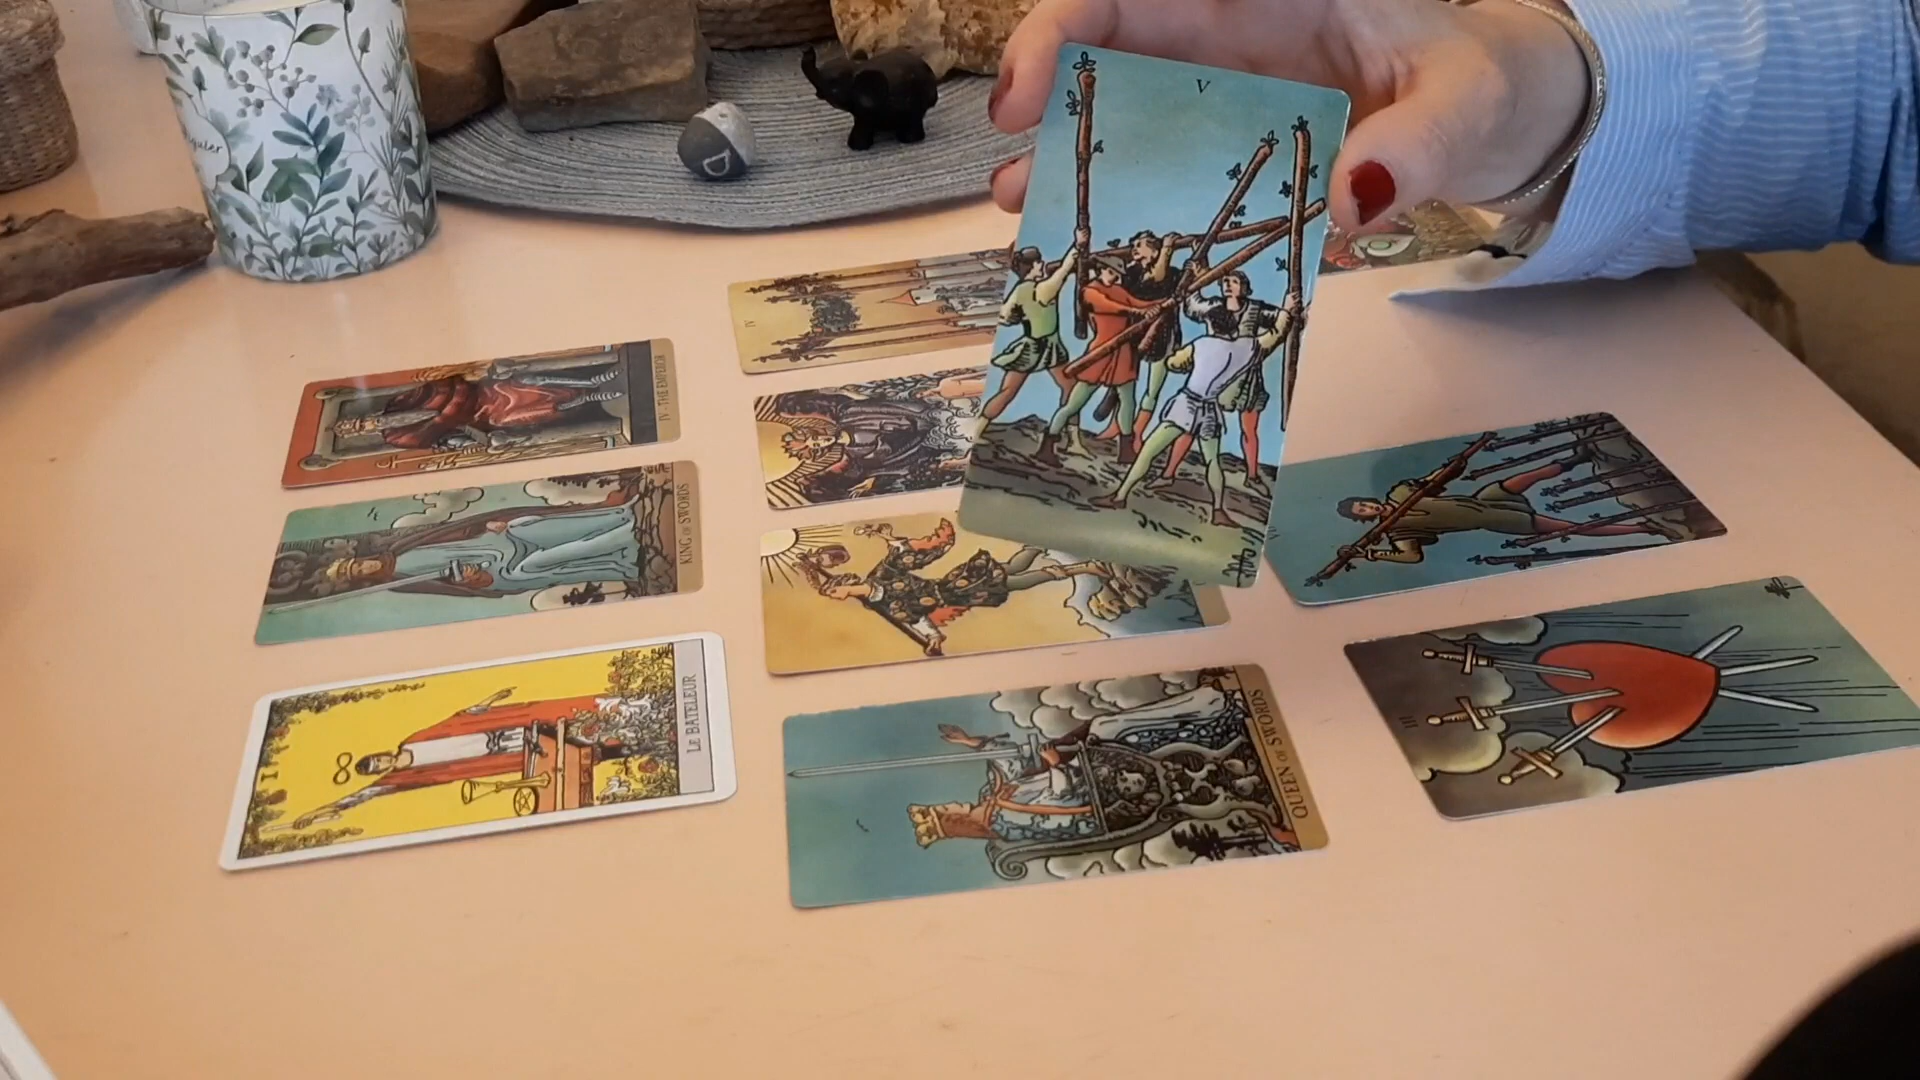 V
IV
IV - THE EMPEROR
KING OF SWORDS
I
LE BATELEUR
QUEEN OF SWORDS
III
D